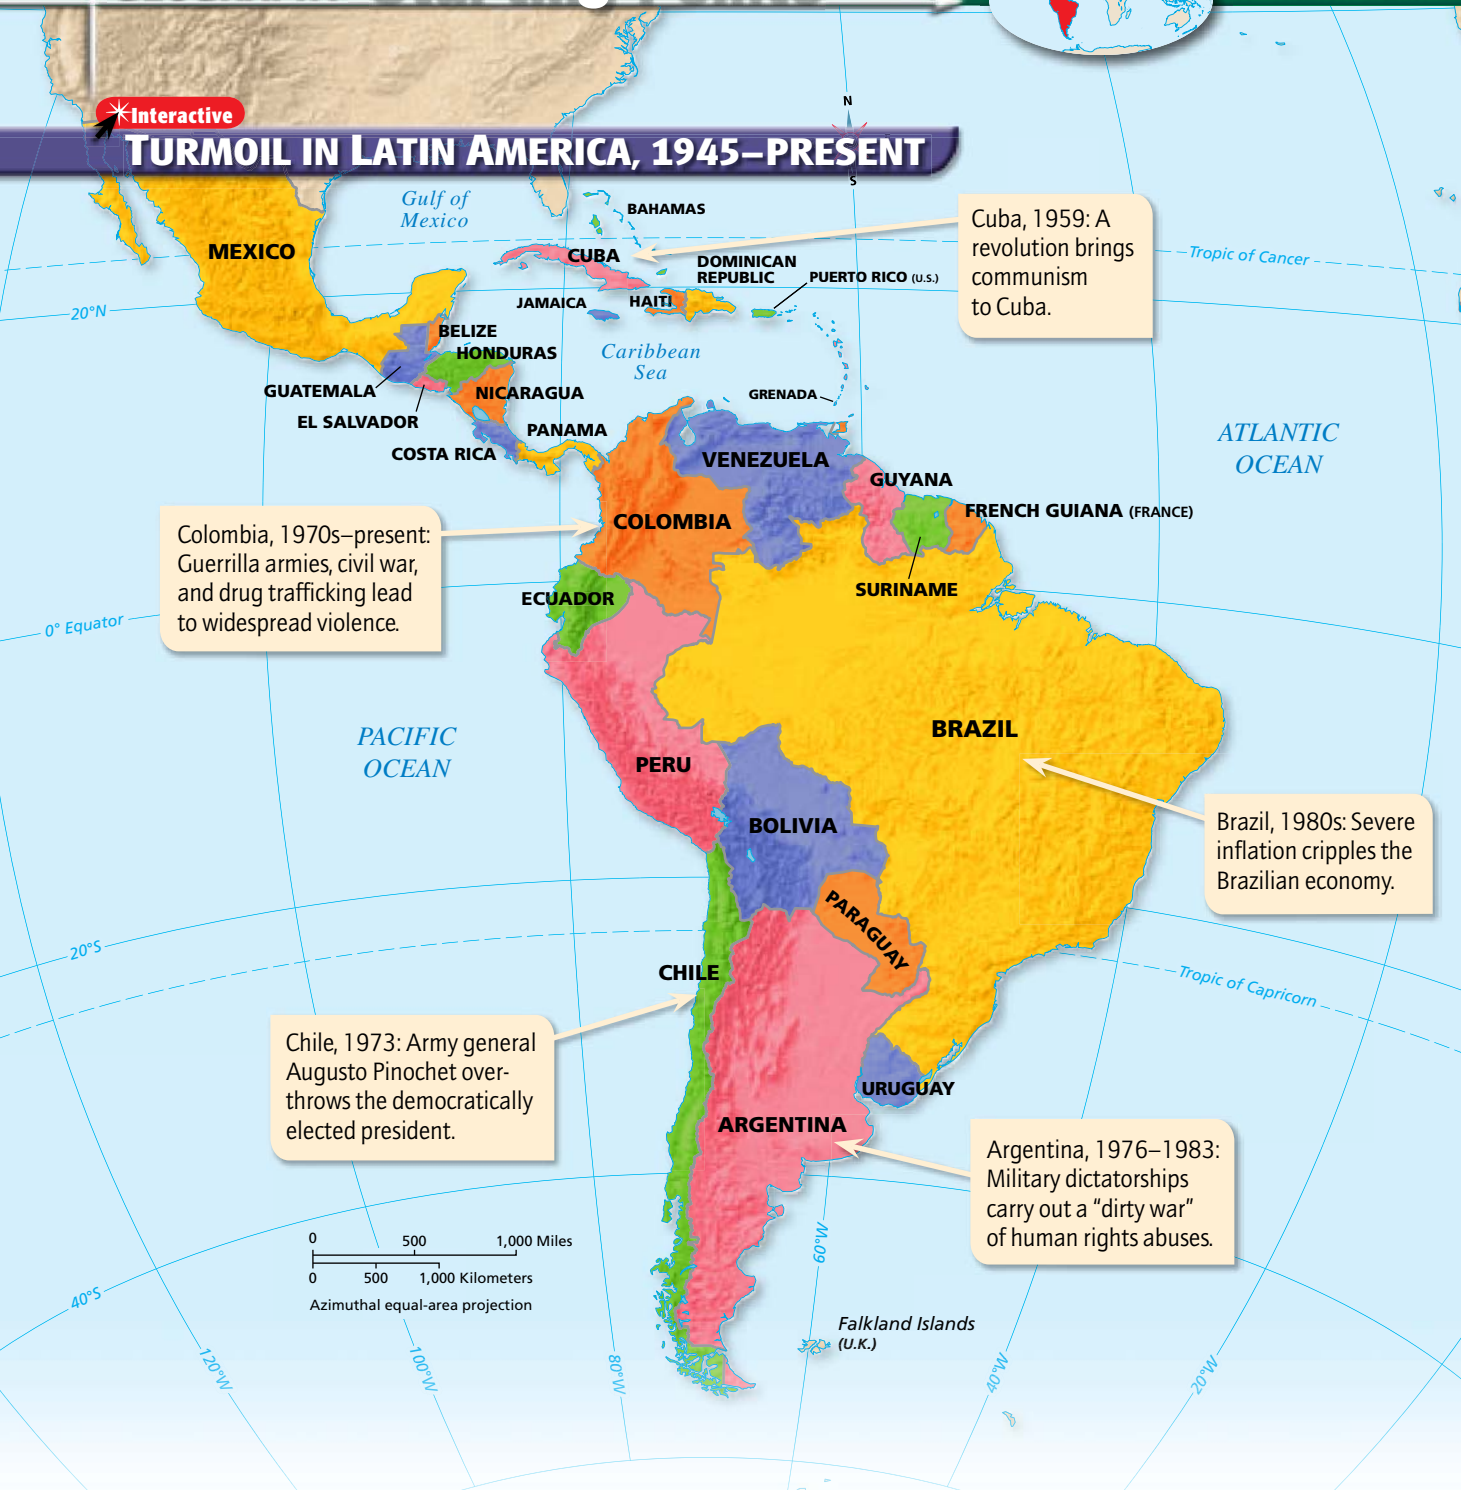 Interactive
TURMOIL IN LATIN AMERICA, 1945–PRESENT
N
S
Gulf of
Mexico
BAHAMAS
MEXICO
CUBA
Cuba, 1959: A
revolution brings
communism
to Cuba.
Tropic of Cancer
DOMINICAN
REPUBLIC
PUERTO RICO (U.S.)
JAMAICA
HAITI
20°N
BELIZE
HONDURAS
Caribbean
Sea
GUATEMALA
NICARAGUA
GRENADA
EL SALVADOR
PANAMA
COSTA RICA
ATLANTIC
OCEAN
VENEZUELA
GUYANA
COLOMBIA
FRENCH GUIANA (FRANCE)
SURINAME
Colombia, 1970s–present:
Guerrilla armies, civil war,
and drug trafficking lead
to widespread violence.
ECUADOR
0° Equator
PACIFIC
OCEAN
BRAZIL
PERU
BOLIVIA
Brazil, 1980s: Severe
inflation cripples the
Brazilian economy.
PARAGUAY
20°S
CHILE
Tropic of Capricorn
Chile, 1973: Army general
Augusto Pinochet over-
throws the democratically
elected president.
URUGUAY
ARGENTINA
Argentina, 1976–1983:
Military dictatorships
carry out a “dirty war”
of human rights abuses.
0 500 1,000 Miles
0 500 1,000 Kilometers
Azimuthal equal-area projection
60°W
40°S
Falkland Islands
(U.K.)
120°W
100°W
80°W
40°W
20°W